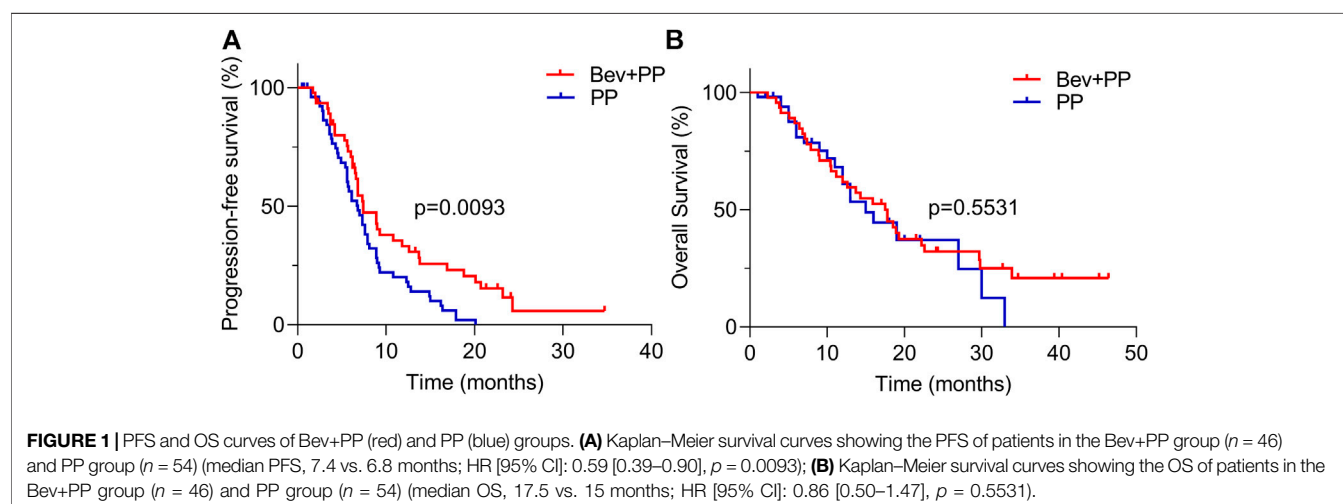 A
Progression-free survival (%)
100
50
0
0 10 20 30 40
Time (months)
Bev+PP
PP
p=0.0093
B
Overall Survival (%)
100
50
0
0 10 20 30 40 50
Time (months)
Bev+PP
PP
p=0.5531
FIGURE 1 | PFS and OS curves of Bev+PP (red) and PP (blue) groups. (A) Kaplan–Meier survival curves showing the PFS of patients in the Bev+PP group (n = 46)
and PP group (n = 54) (median PFS, 7.4 vs. 6.8 months; HR [95% CI]: 0.59 [0.39–0.90], p = 0.0093); (B) Kaplan–Meier survival curves showing the OS of patients in the
Bev+PP group (n = 46) and PP group (n = 54) (median OS, 17.5 vs. 15 months; HR [95% CI]: 0.86 [0.50–1.47], p = 0.5531).